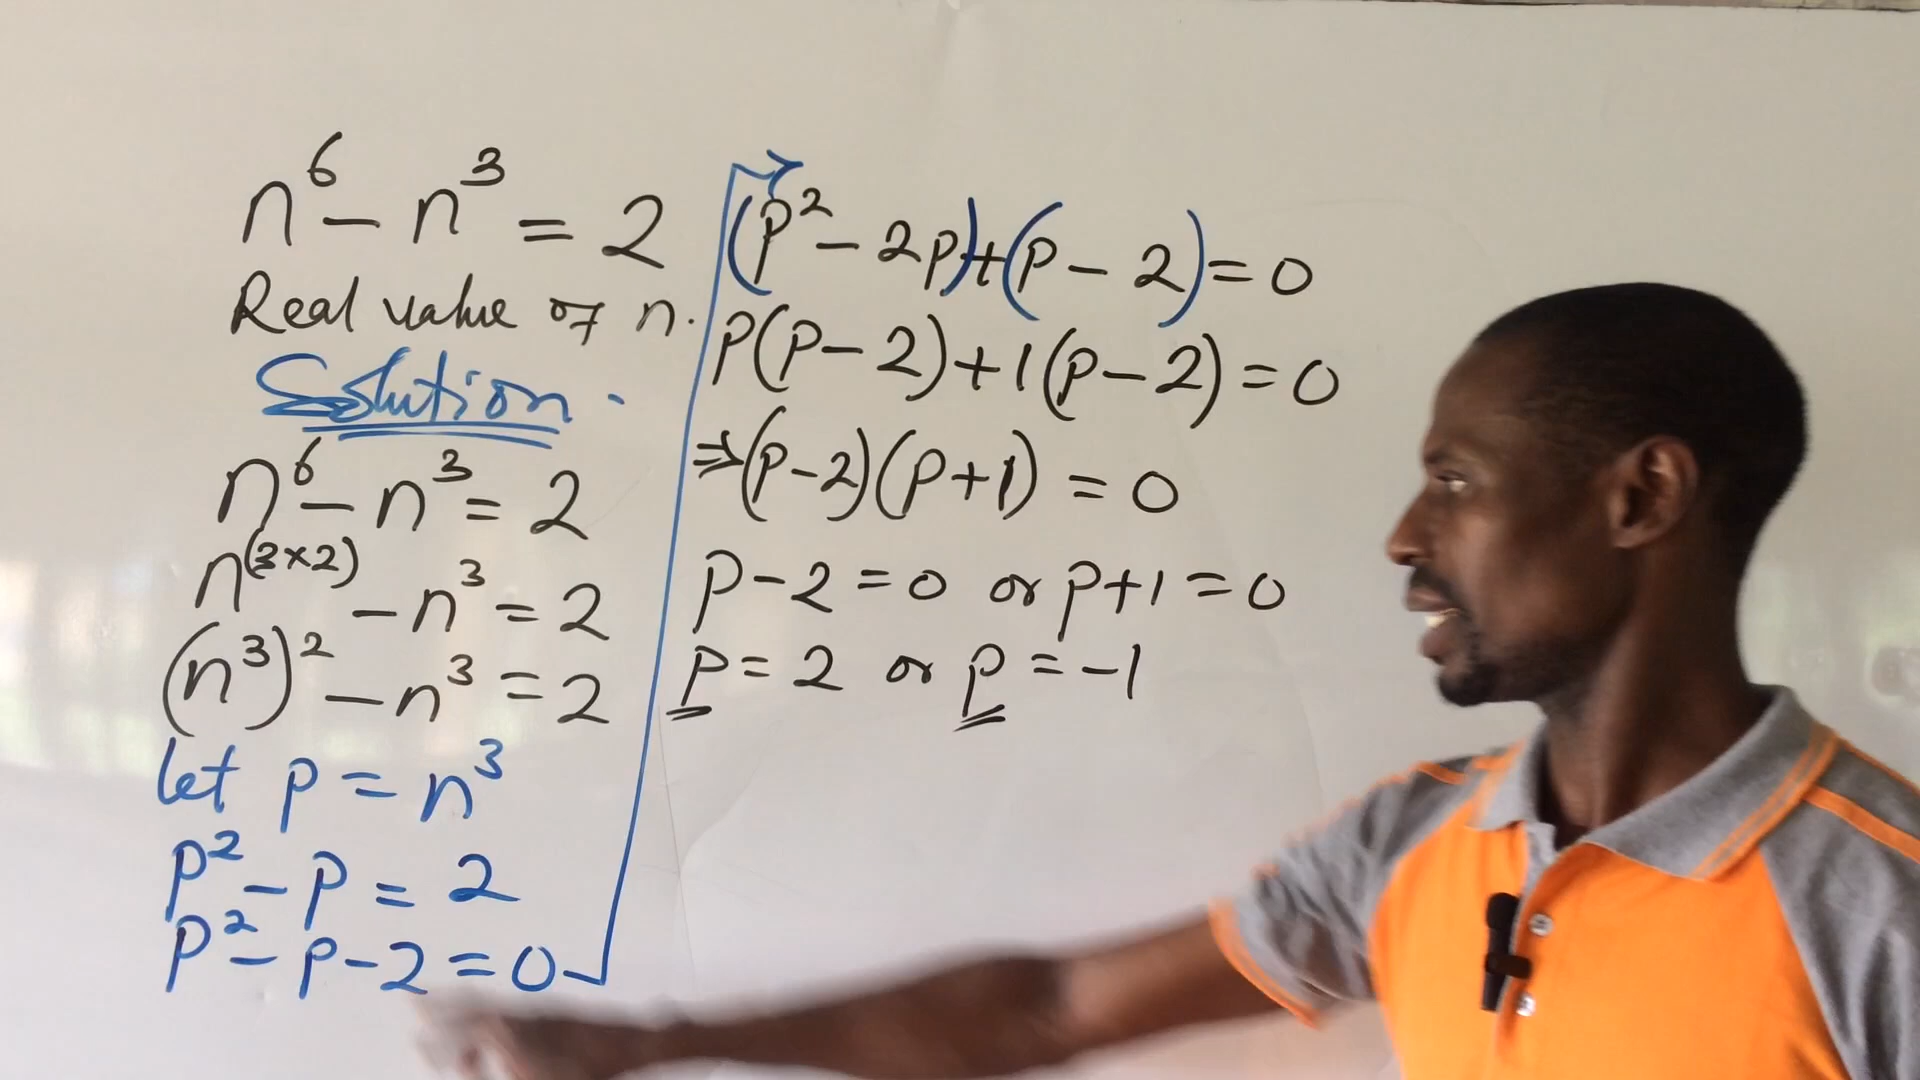 n⁶ - n³ = 2
Real value of n.
Solution.
n⁶ - n³ = 2
n⁽³ˣ²⁾ - n³ = 2
(n³)² - n³ = 2
let p = n³
p² - p = 2
p² - p - 2 = 0
(p² - 2p) + (p - 2) = 0
p(p - 2) + 1(p - 2) = 0
⇒ (p - 2)(p + 1) = 0
p - 2 = 0 or p + 1 = 0
p = 2 or p = -1